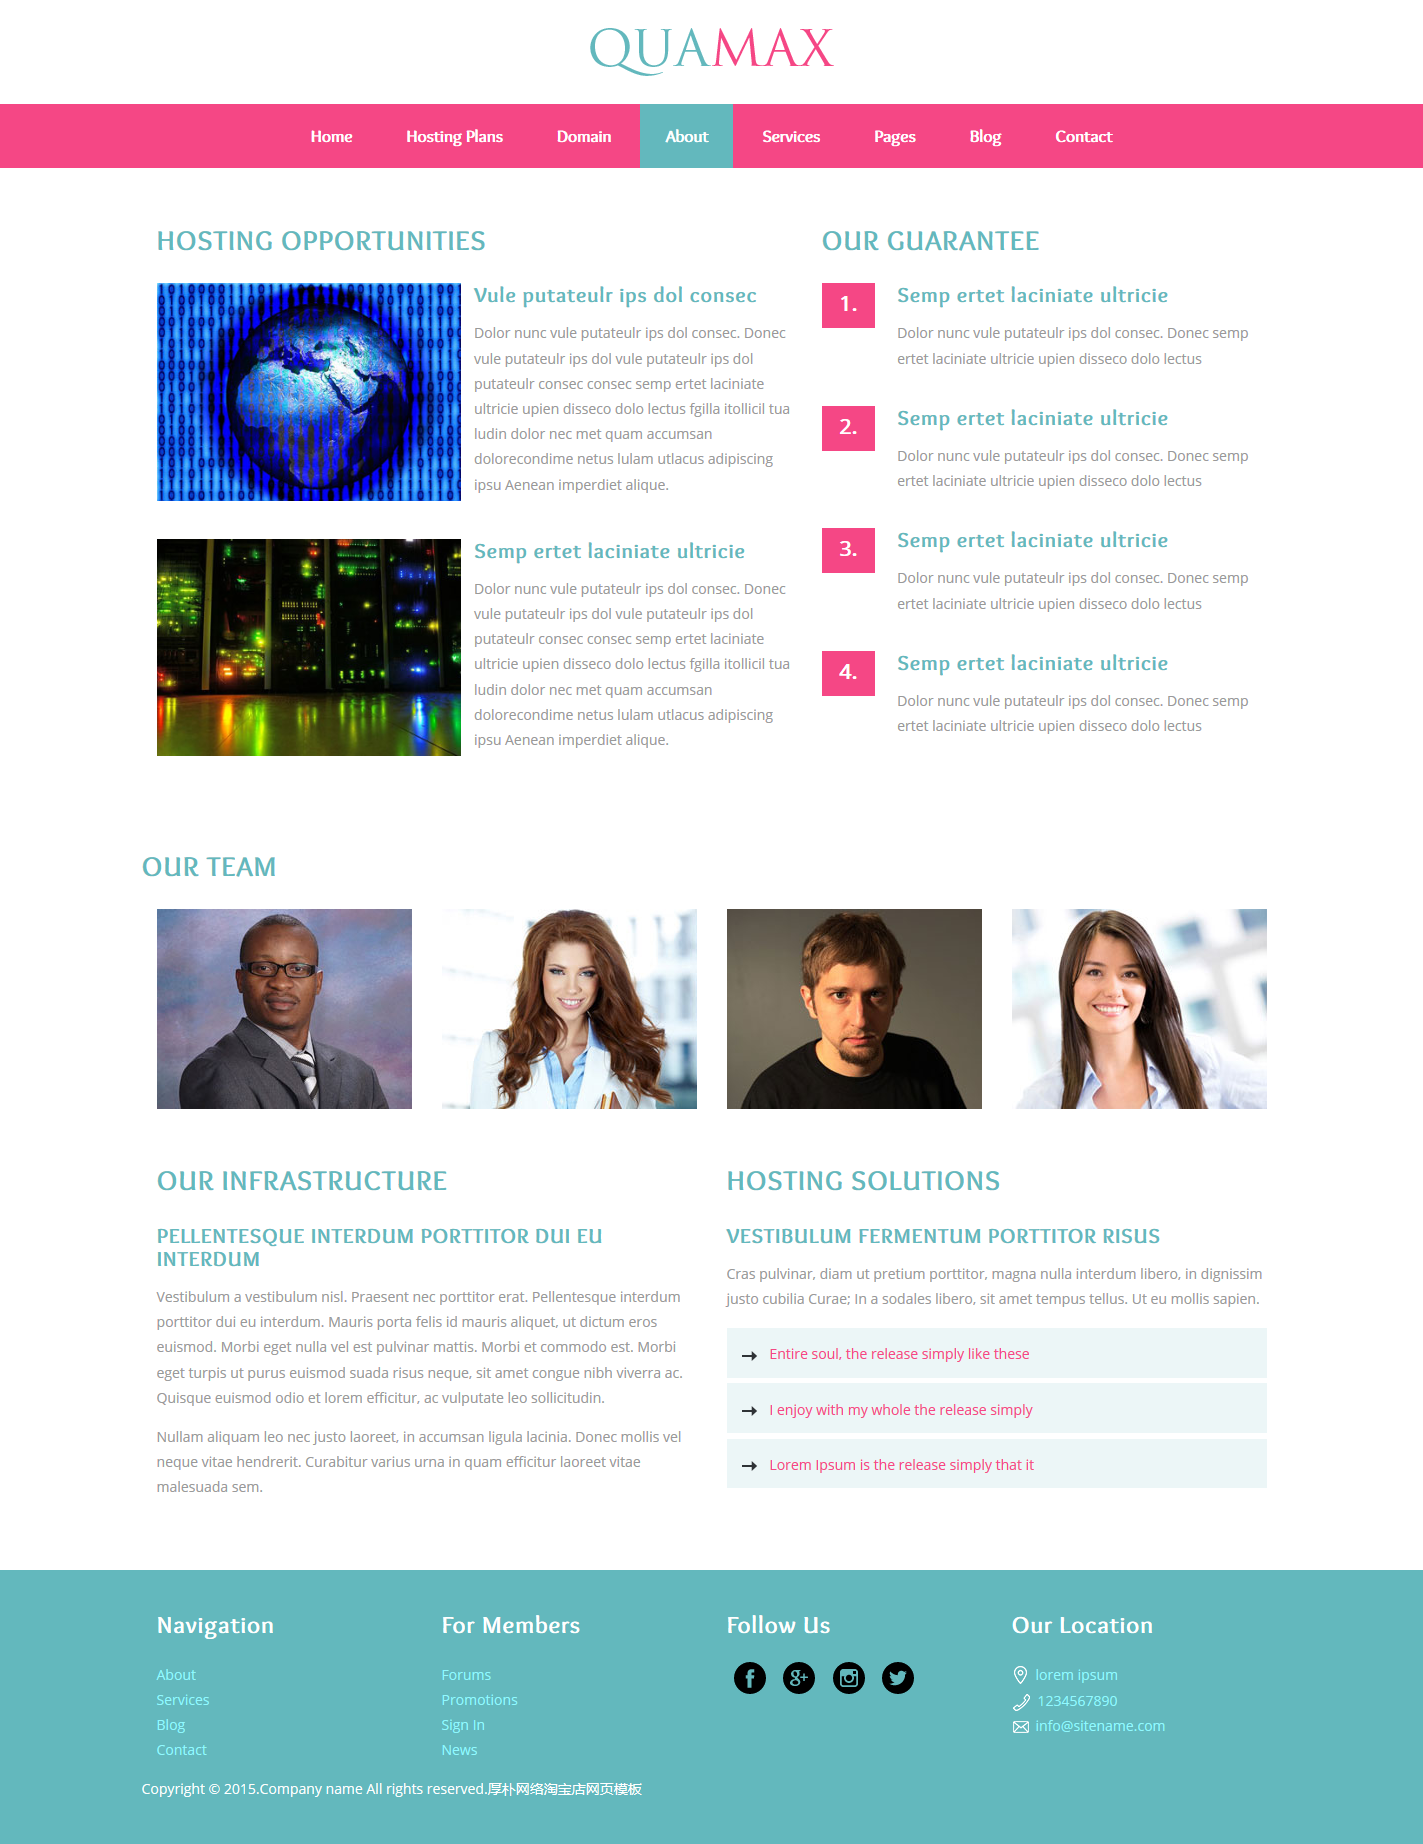 QUAMAX
Home Hosting Plans Domain About Services Pages Blog Contact
HOSTING OPPORTUNITIES
Vule putateulr ips dol consec
Dolor nunc vule putateulr ips dol consec. Donec
vule putateulr ips dol vule putateulr ips dol
putateulr consec consec semp ertet laciniate
ultricie upien disseco dolo lectus fgilla itollicil tua
ludin dolor nec met quam accumsan
dolorecondime netus lulam utlacus adipiscing
ipsu Aenean imperdiet alique.
Semp ertet laciniate ultricie
Dolor nunc vule putateulr ips dol consec. Donec
vule putateulr ips dol vule putateulr ips dol
putateulr consec consec semp ertet laciniate
ultricie upien disseco dolo lectus fgilla itollicil tua
ludin dolor nec met quam accumsan
dolorecondime netus lulam utlacus adipiscing
ipsu Aenean imperdiet alique.
OUR GUARANTEE
1. Semp ertet laciniate ultricie
Dolor nunc vule putateulr ips dol consec. Donec semp
ertet laciniate ultricie upien disseco dolo lectus
2. Semp ertet laciniate ultricie
Dolor nunc vule putateulr ips dol consec. Donec semp
ertet laciniate ultricie upien disseco dolo lectus
3. Semp ertet laciniate ultricie
Dolor nunc vule putateulr ips dol consec. Donec semp
ertet laciniate ultricie upien disseco dolo lectus
4. Semp ertet laciniate ultricie
Dolor nunc vule putateulr ips dol consec. Donec semp
ertet laciniate ultricie upien disseco dolo lectus
OUR TEAM
OUR INFRASTRUCTURE
PELLENTESQUE INTERDUM PORTTITOR DUI EU
INTERDUM
Vestibulum a vestibulum nisl. Praesent nec porttitor erat. Pellentesque interdum
porttitor dui eu interdum. Mauris porta felis id mauris aliquet, ut dictum eros
euismod. Morbi eget nulla vel est pulvinar mattis. Morbi et commodo est. Morbi
eget turpis ut purus euismod suada risus neque, sit amet congue nibh viverra ac.
Quisque euismod odio et lorem efficitur, ac vulputate leo sollicitudin.
Nullam aliquam leo nec justo laoreet, in accumsan ligula lacinia. Donec mollis vel
neque vitae hendrerit. Curabitur varius urna in quam efficitur laoreet vitae
malesuada sem.
HOSTING SOLUTIONS
VESTIBULUM FERMENTUM PORTTITOR RISUS
Cras pulvinar, diam ut pretium porttitor, magna nulla interdum libero, in dignissim
justo cubilia Curae; In a sodales libero, sit amet tempus tellus. Ut eu mollis sapien.
Entire soul, the release simply like these
I enjoy with my whole the release simply
Lorem Ipsum is the release simply that it
Navigation
About
Services
Blog
Contact
For Members
Forums
Promotions
Sign In
News
Follow Us
Our Location
lorem ipsum
1234567890
info@sitename.com
Copyright © 2015.Company name All rights reserved.厚朴网络淘宝店网页模板